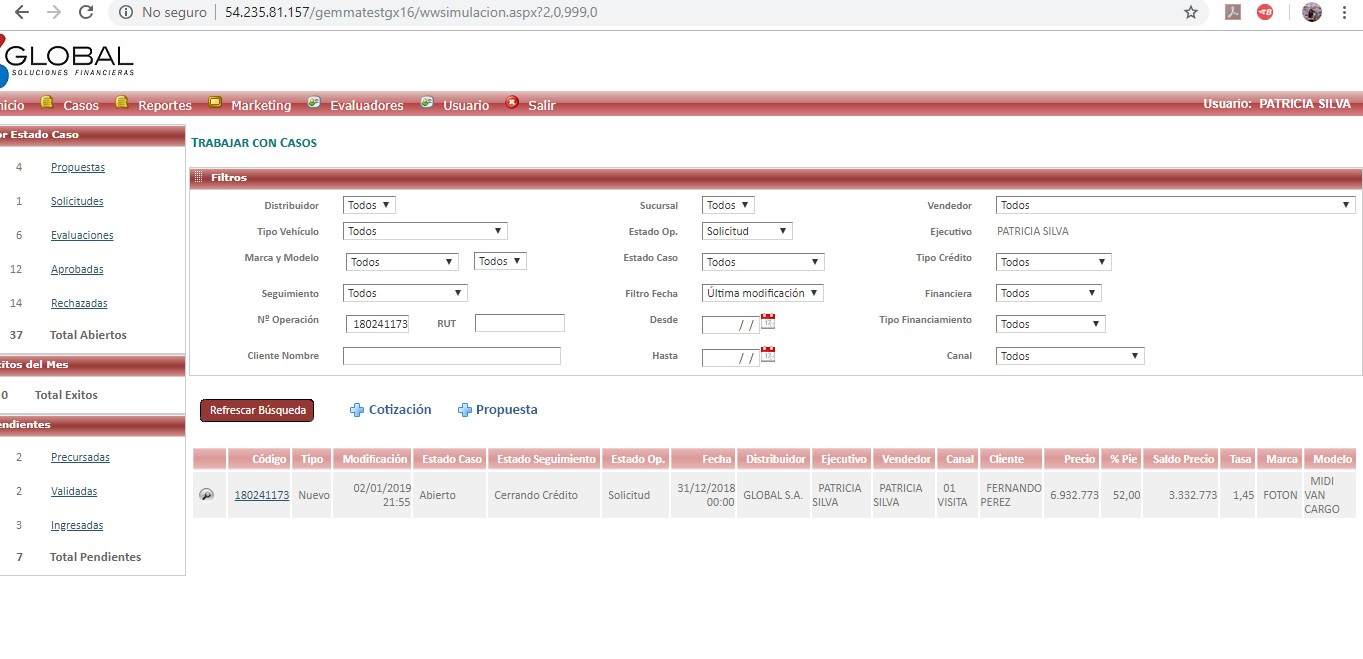 No seguro | 54.235.81.157/gemmatestgx16/wwsimulacion.aspx?2,0,999,0
GLOBAL
SOLUCIONES FINANCIERAS
nicio Casos Reportes Marketing Evaluadores Usuario Salir Usuario: PATRICIA SILVA
or Estado Caso
4 Propuestas
1 Solicitudes
6 Evaluaciones
12 Aprobadas
14 Rechazadas
37 Total Abiertos
citos del Mes
0 Total Exitos
endientes
2 Precursadas
2 Validadas
3 Ingresadas
7 Total Pendientes
TRABAJAR CON CASOS
Filtros
Distribuidor Todos Sucursal Todos Vendedor Todos
Tipo Vehículo Todos Estado Op. Solicitud Ejecutivo PATRICIA SILVA
Marca y Modelo Todos Todos Estado Caso Todos Tipo Crédito Todos
Seguimiento Todos Filtro Fecha Última modificación Financiera Todos
Nº Operación 180241173 RUT Desde / / Tipo Financiamiento Todos
Cliente Nombre Hasta / / Canal Todos
Refrescar Búsqueda Cotización Propuesta
Código Tipo Modificación Estado Caso Estado Seguimiento Estado Op. Fecha Distribuidor Ejecutivo Vendedor Canal Cliente Precio % Pie Saldo Precio Tasa Marca Modelo
180241173 Nuevo 02/01/2019 21:55 Abierto Cerrando Crédito Solicitud 31/12/2018 00:00 GLOBAL S.A. PATRICIA SILVA PATRICIA SILVA 01 VISITA FERNANDO PEREZ 6.932.773 52,00 3.332.773 1,45 FOTON MIDI VAN CARGO